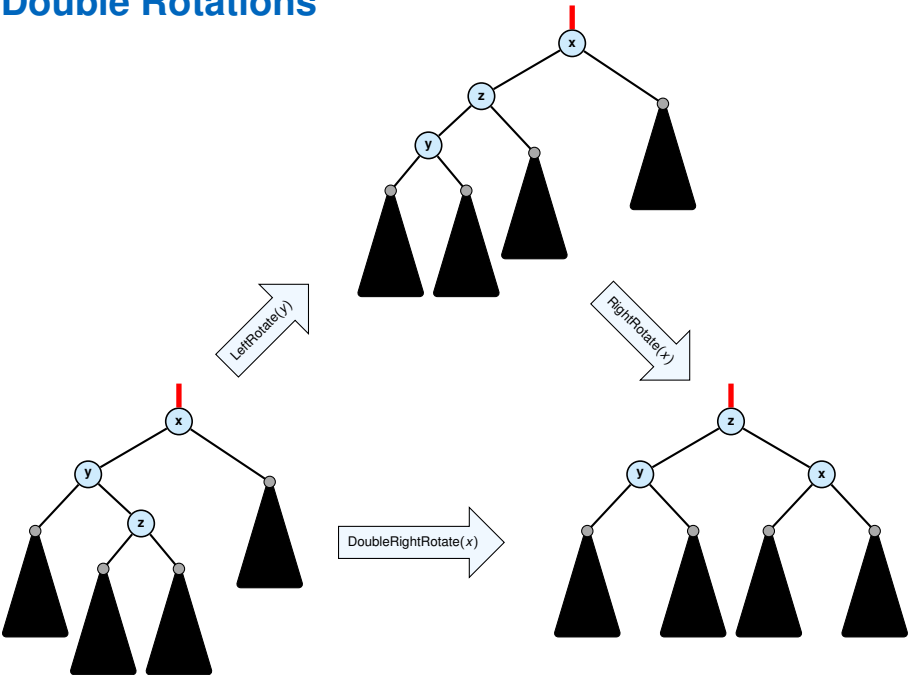 Double Rotations
x
z
y
LeftRotate(y)
RightRotate(x)
x
y
z
DoubleRightRotate(x)
z
y
x